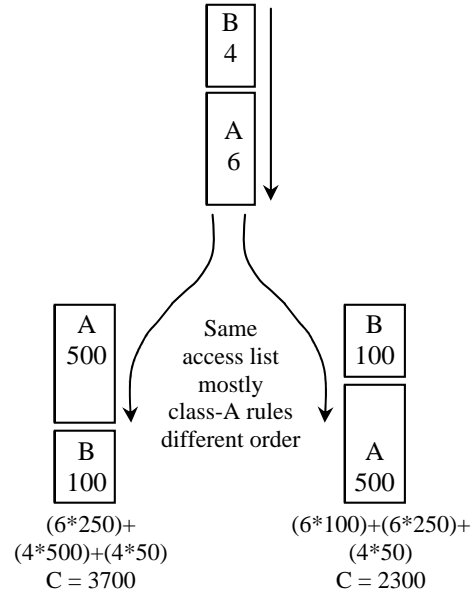 B
4
A
6
A
500
B
100
(6*250)+
(4*500)+(4*50)
C = 3700
Same
access list
mostly
class-A rules
different order
B
100
A
500
(6*100)+(6*250)+
(4*50)
C = 2300